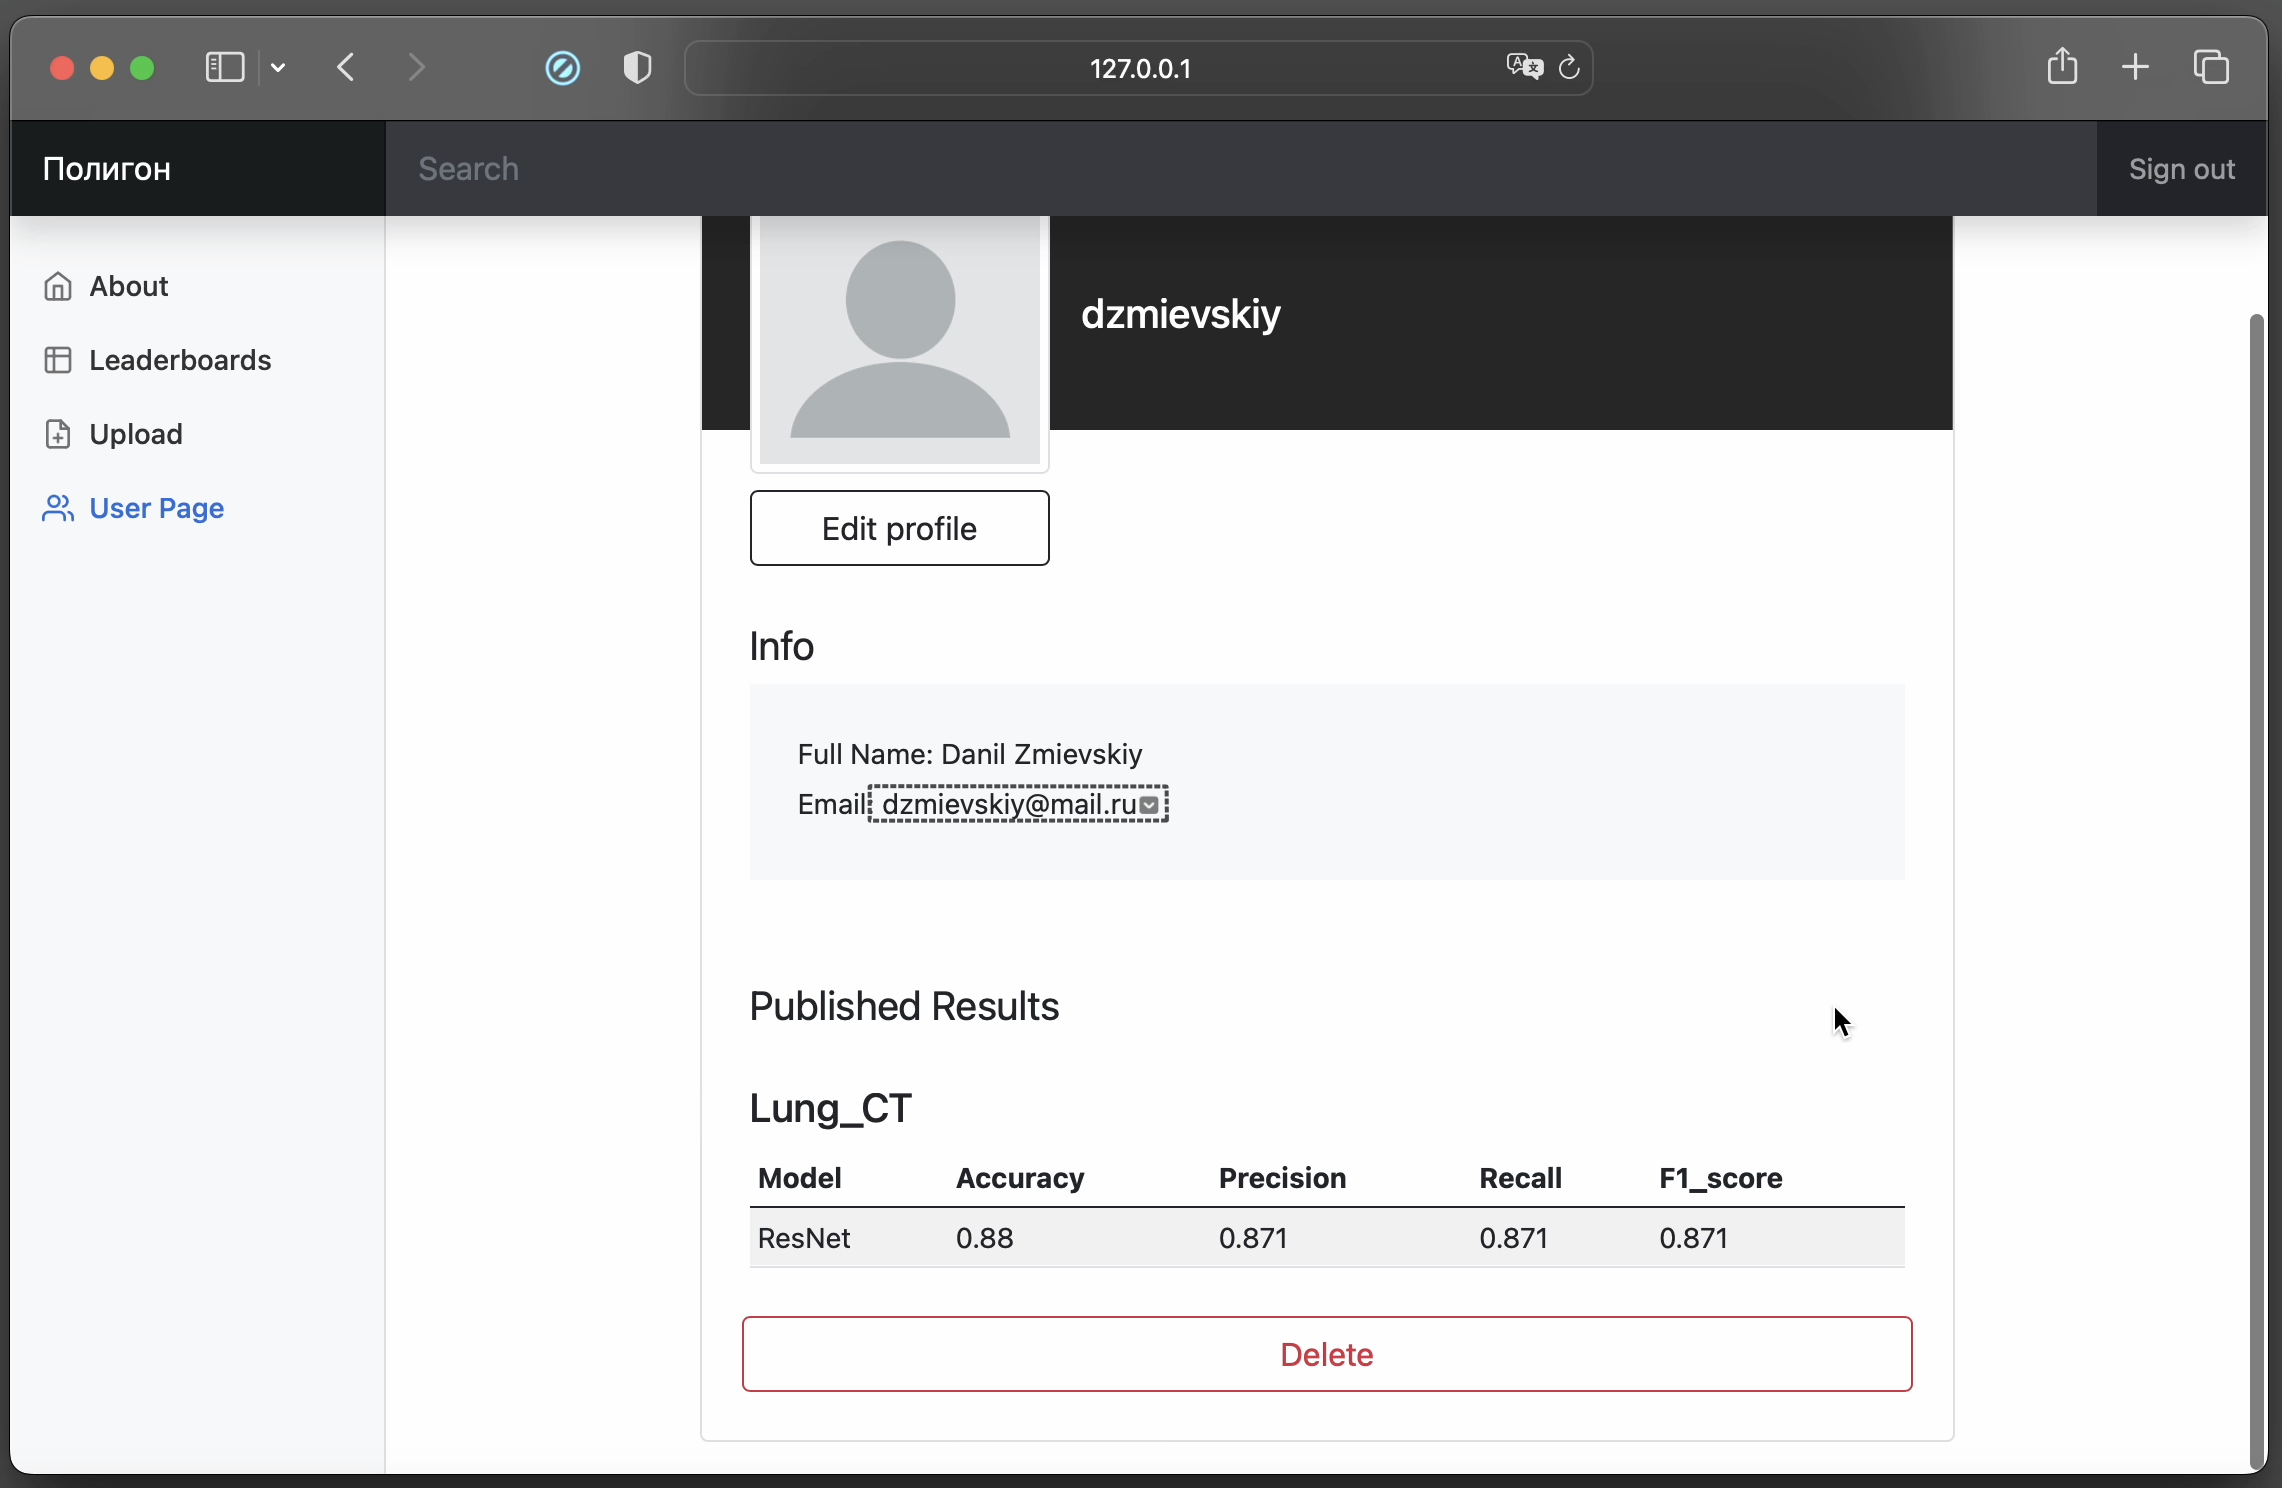 127.0.0.1
Полигон
Search
Sign out
About
Leaderboards
Upload
User Page
dzmievskiy
Edit profile
Info
Full Name: Danil Zmievskiy
Email: dzmievskiy@mail.ru
Published Results
Lung_CT
Model Accuracy Precision Recall F1_score
ResNet 0.88 0.871 0.871 0.871
Delete